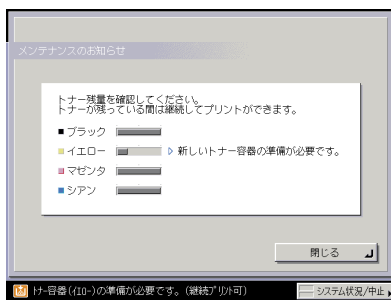 メンテナンスのお知らせ
トナー残量を確認してください。
トナーが残っている間は継続してプリントができます。
ブラック
イエロー 新しいトナー容器の準備が必要です。
マゼンタ
シアン
閉じる
ﾄﾅｰ容器(ｲｴﾛｰ)の準備が必要です。(継続ﾌﾟﾘﾝﾄ可)
システム状況/中止